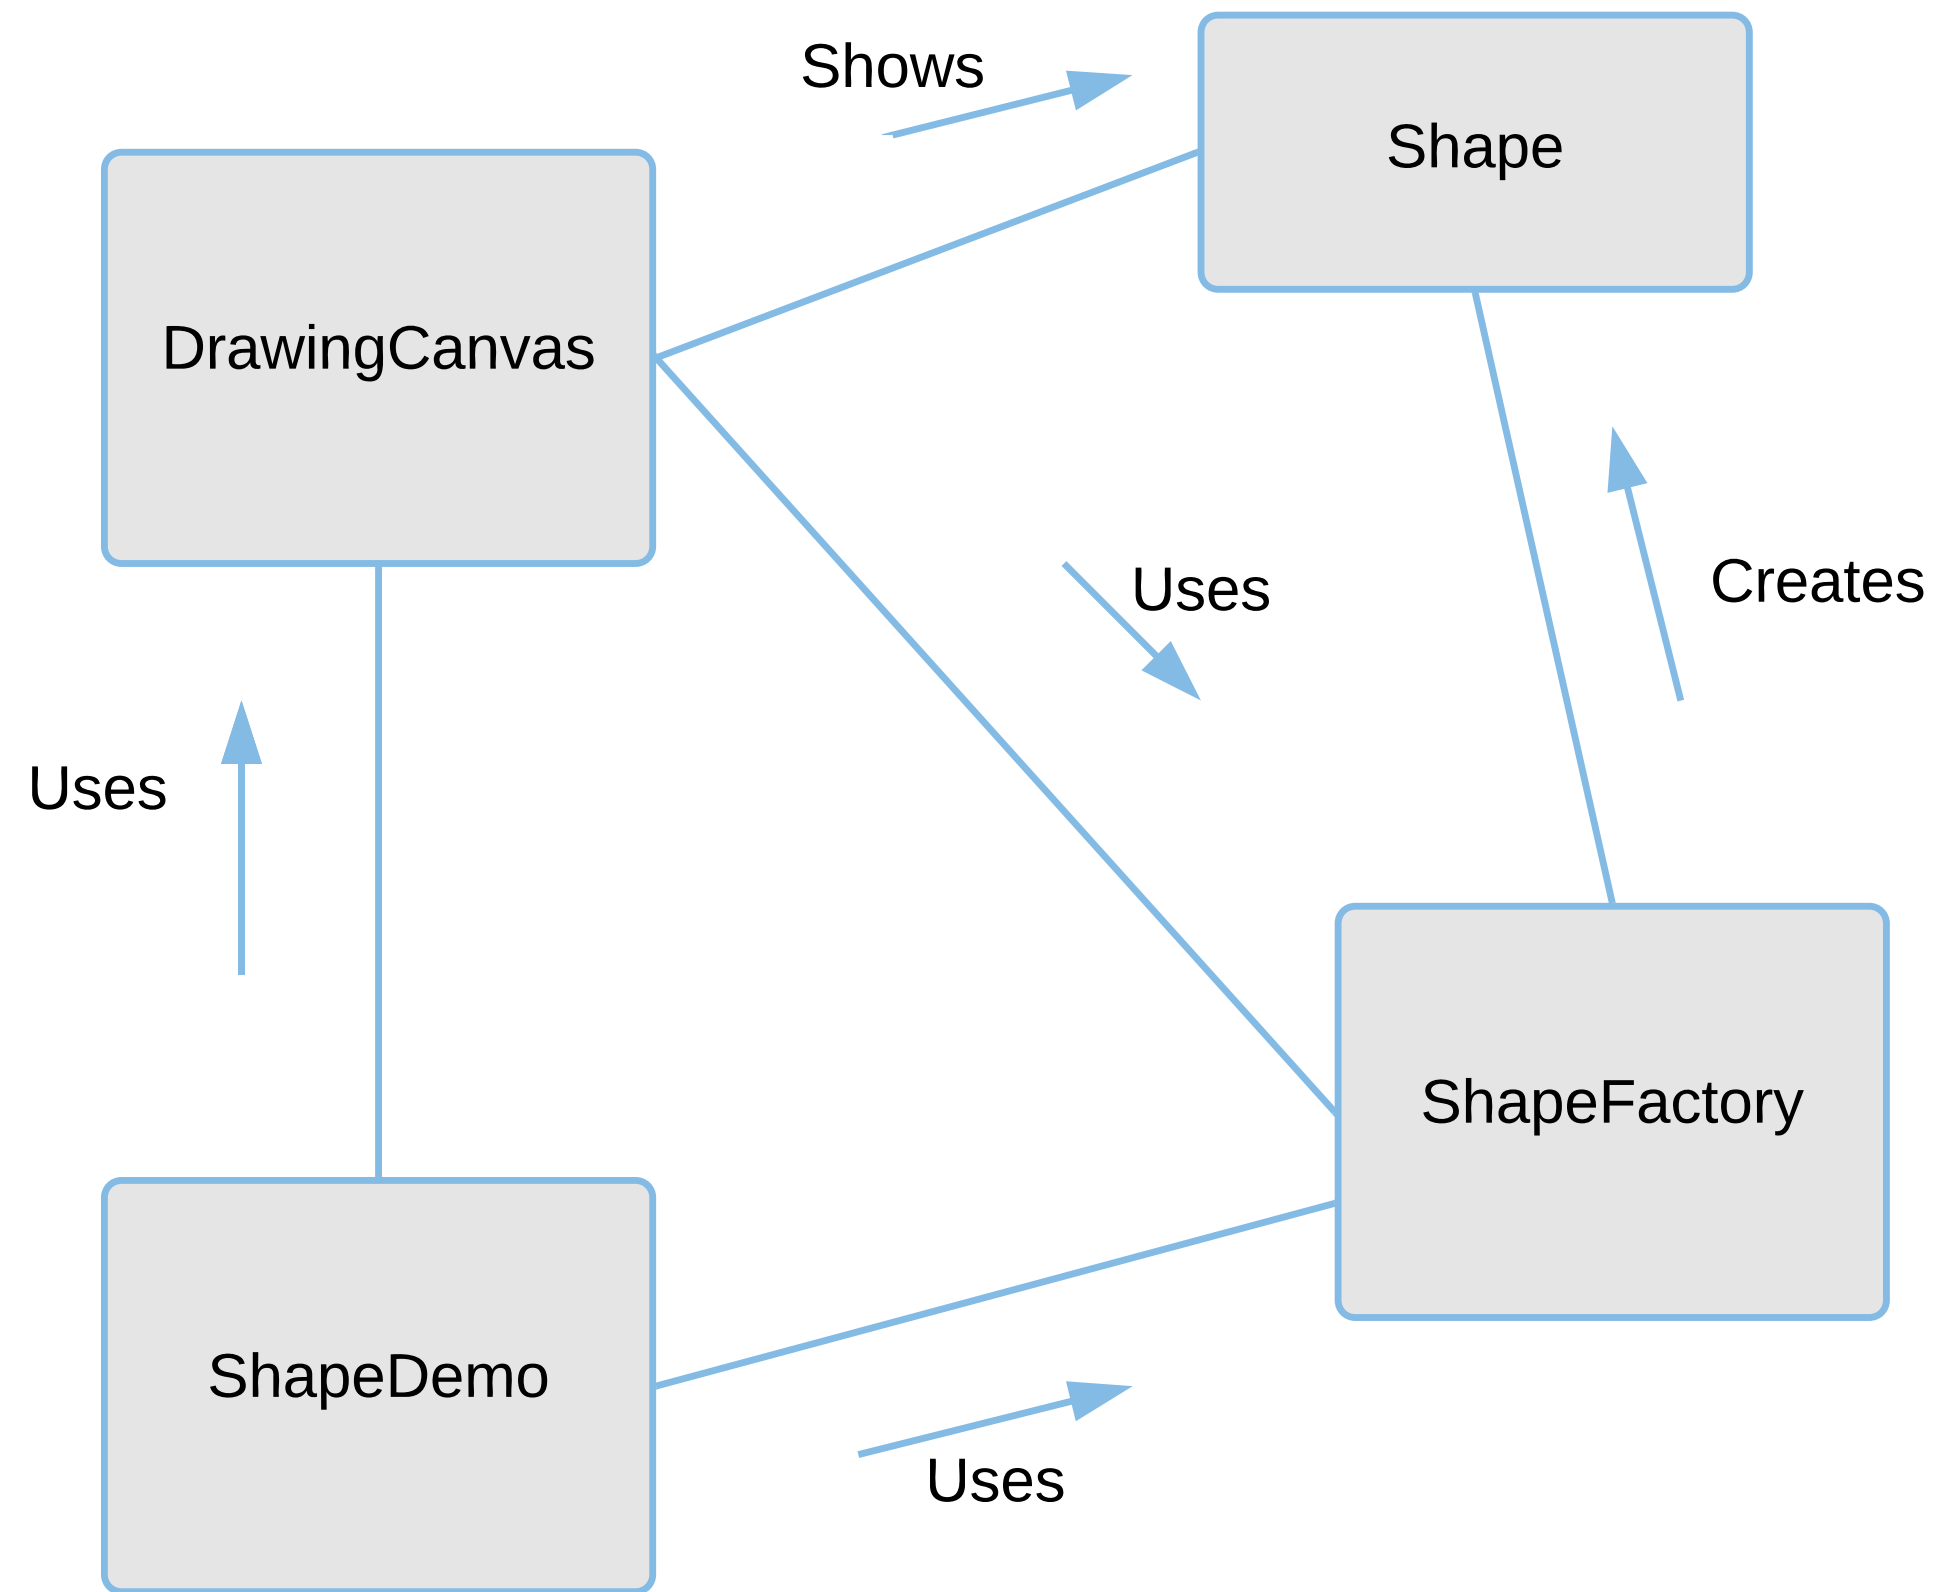 Shows
Shape
DrawingCanvas
Uses
Creates
Uses
ShapeFactory
ShapeDemo
Uses